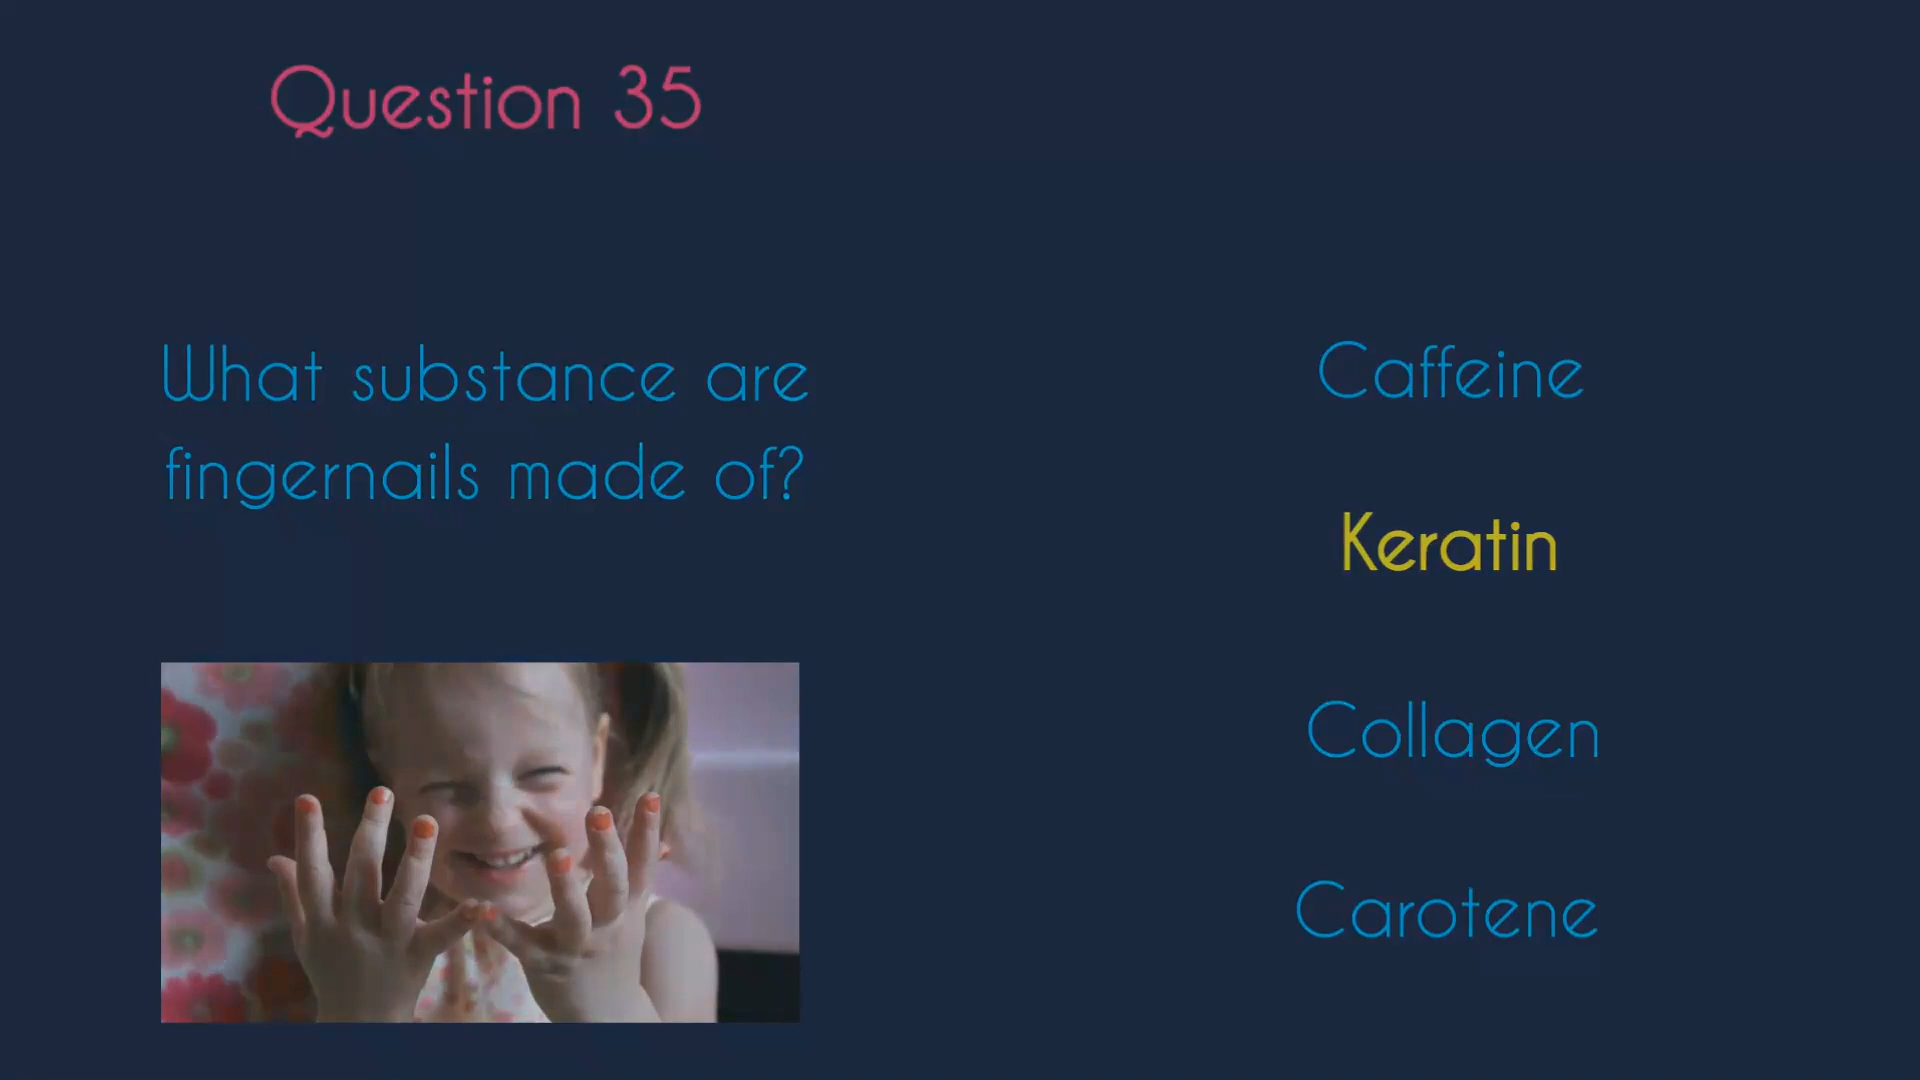 Question 35
What substance are
fingernails made of?
Caffeine
Keratin
Collagen
Carotene